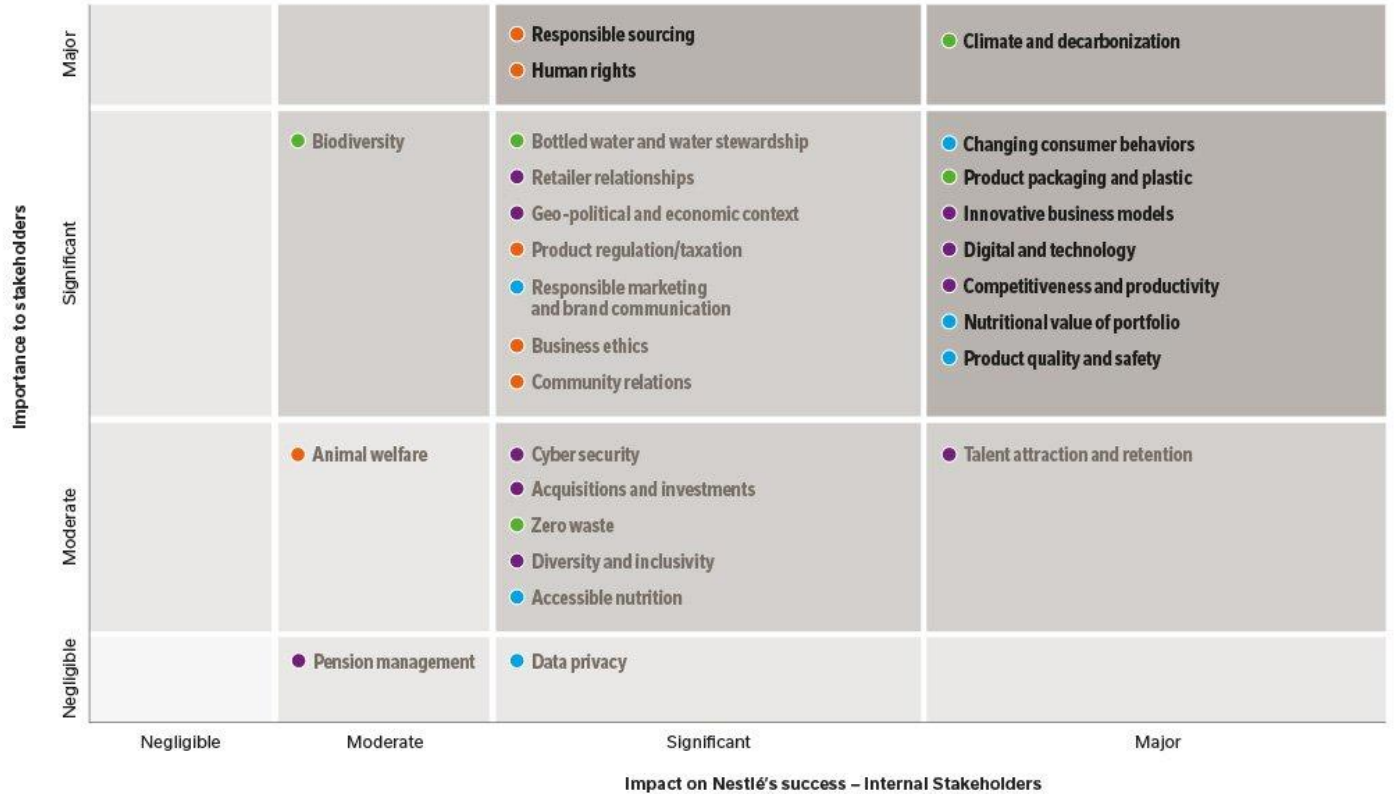 Importance to stakeholders
Major
Responsible sourcing
Human rights
Climate and decarbonization
Significant
Biodiversity
Bottled water and water stewardship
Retailer relationships
Geo-political and economic context
Product regulation/taxation
Responsible marketing
and brand communication
Business ethics
Community relations
Changing consumer behaviors
Product packaging and plastic
Innovative business models
Digital and technology
Competitiveness and productivity
Nutritional value of portfolio
Product quality and safety
Moderate
Animal welfare
Cyber security
Acquisitions and investments
Zero waste
Diversity and inclusivity
Accessible nutrition
Talent attraction and retention
Negligible
Pension management
Data privacy
Negligible
Moderate
Significant
Major
Impact on Nestlé’s success – Internal Stakeholders